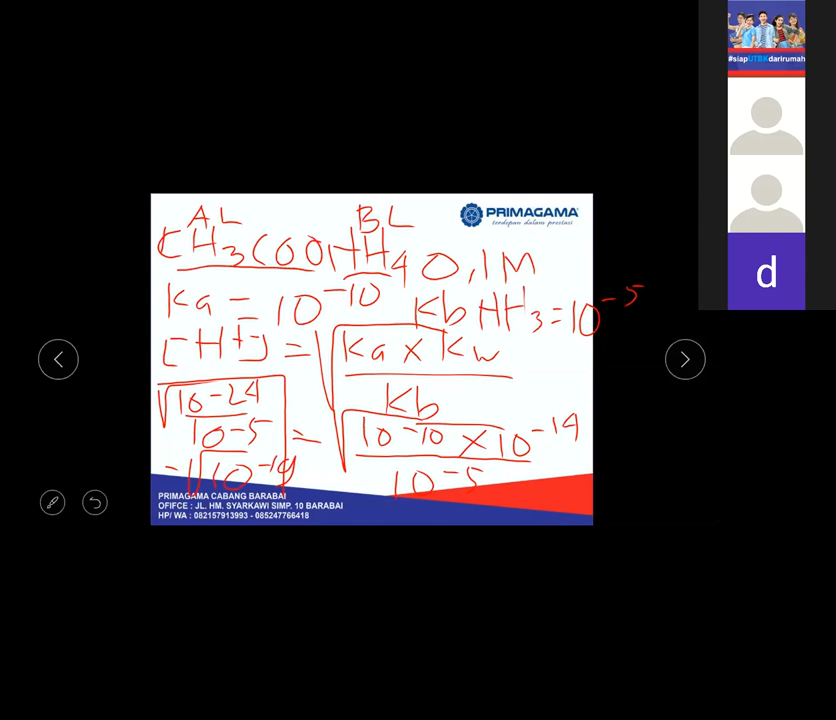 #siapUTBKdarirumah
PRIMAGAMA
terdepan dalam prestasi
AL BL
CH3COONH4 0,1M
Ka = 10^-10 Kb HH3 = 10^-5
[H+] = √Ka x Kw
Kb
= √10^-10 x 10^-14
10^-5
√10-24
10-5
√10^-19
PRIMAGAMA CABANG BARABAI
OFIFCE : JL. HM. SYARKAWI SIMP. 10 BARABAI
HP/ WA : 082157913993 - 085247766418
d